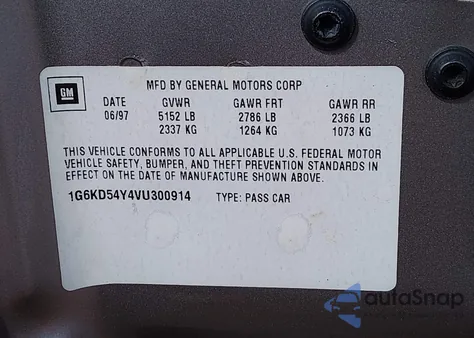 GM
MFD BY GENERAL MOTORS CORP
DATE GVWR GAWR FRT GAWR RR
06/97 5152 LB 2786 LB 2366 LB
2337 KG 1264 KG 1073 KG
THIS VEHICLE CONFORMS TO ALL APPLICABLE U.S. FEDERAL MOTOR
VEHICLE SAFETY, BUMPER, AND THEFT PREVENTION STANDARDS IN
EFFECT ON THE DATE OF MANUFACTURE SHOWN ABOVE.
1G6KD54Y4VU300914 TYPE: PASS CAR
autaSnap